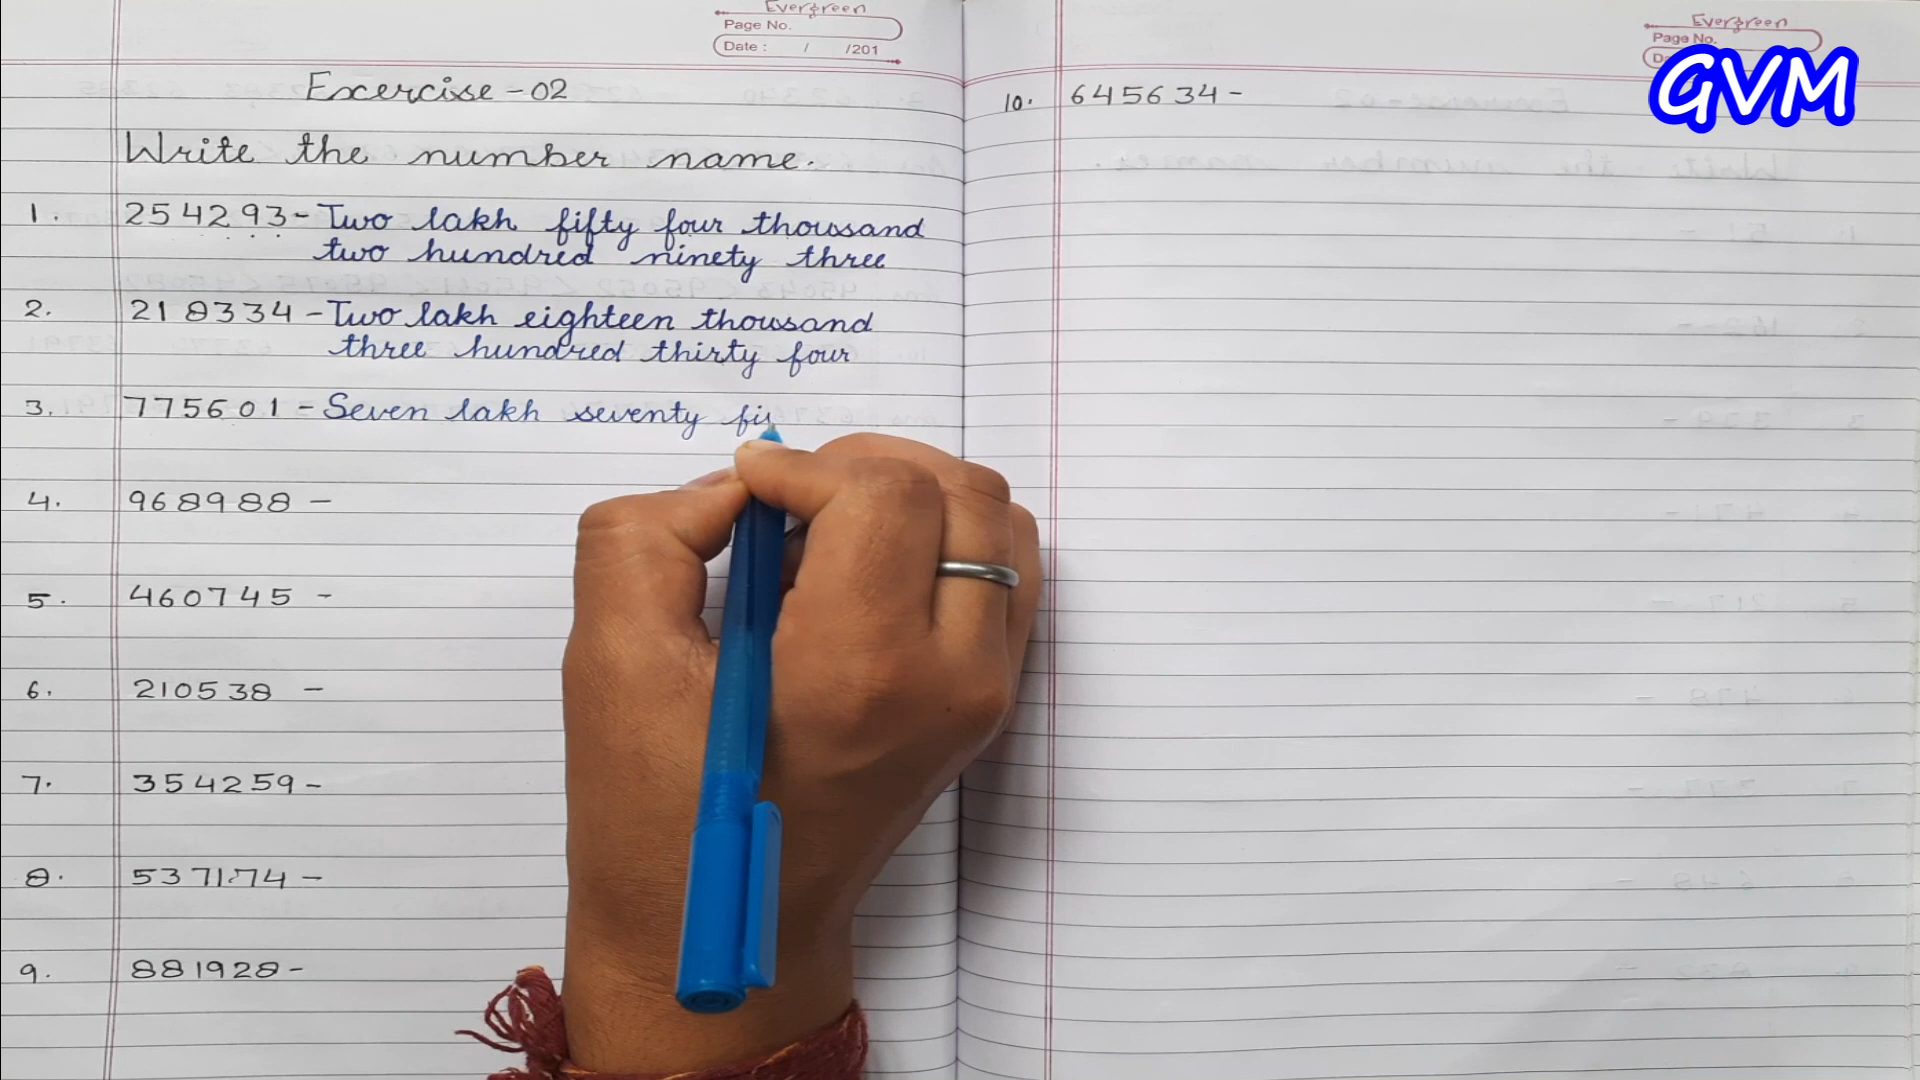 Evergreen
Page No.
Date : / /201
Excercise - 02
Write the number name.
1. 254293 - Two lakh fifty four thousand
two hundred ninety three
2. 218334 - Two lakh eighteen thousand
three hundred thirty four
3. 775601 - Seven lakh seventy fi
4. 968988 -
5. 460745 -
6. 210538 -
7. 354259 -
8. 537174 -
9. 881928 -
Evergreen
Page No.
GVM
10. 645634 -